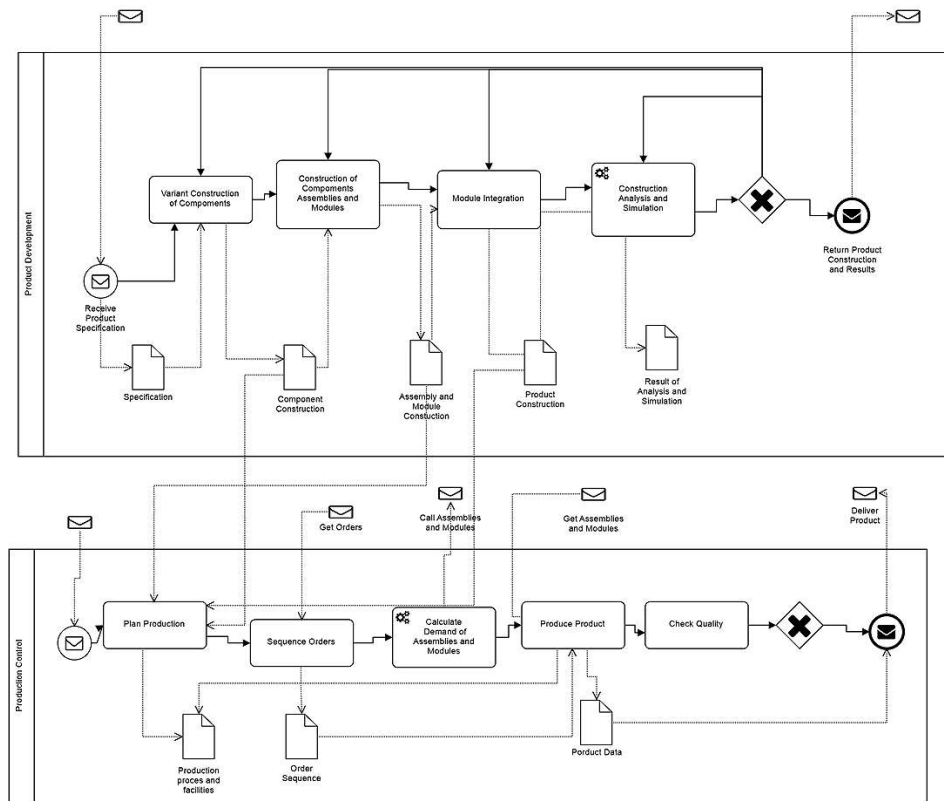 Product Development
Variant Construction
of Components
Construction of
Components
Assemblies and
Modules
Module Integration
Construction
Analysis and
Simulation
Return Product
Construction
and Results
Receive
Product
Specification
Specification
Component
Construction
Assembly and
Module
Constuction
Product
Construction
Result of
Analysis and
Simulation
Get Orders
Call Assemblies
and Modules
Get Assemblies
and Modules
Deliver
Product
Production Control
Plan Production
Sequence Orders
Calculate
Demand of
Assemblies and
Modules
Produce Product
Check Quality
Production
proces and
facilities
Order
Sequence
Porduct Data